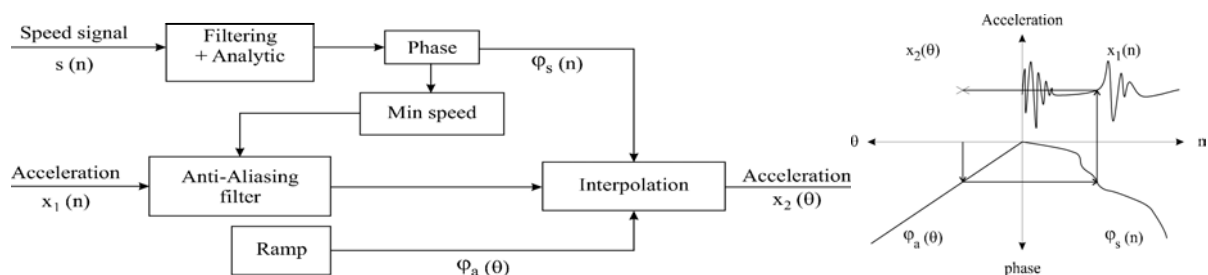 Speed signal
s (n)
Filtering
+ Analytic
Phase
φs (n)
Min speed
Acceleration
x1 (n)
Anti-Aliasing
filter
Interpolation
Acceleration
x2 (θ)
Ramp
φa (θ)
Acceleration
x2(θ)
x1(n)
θ
n
φa (θ)
φs (n)
phase